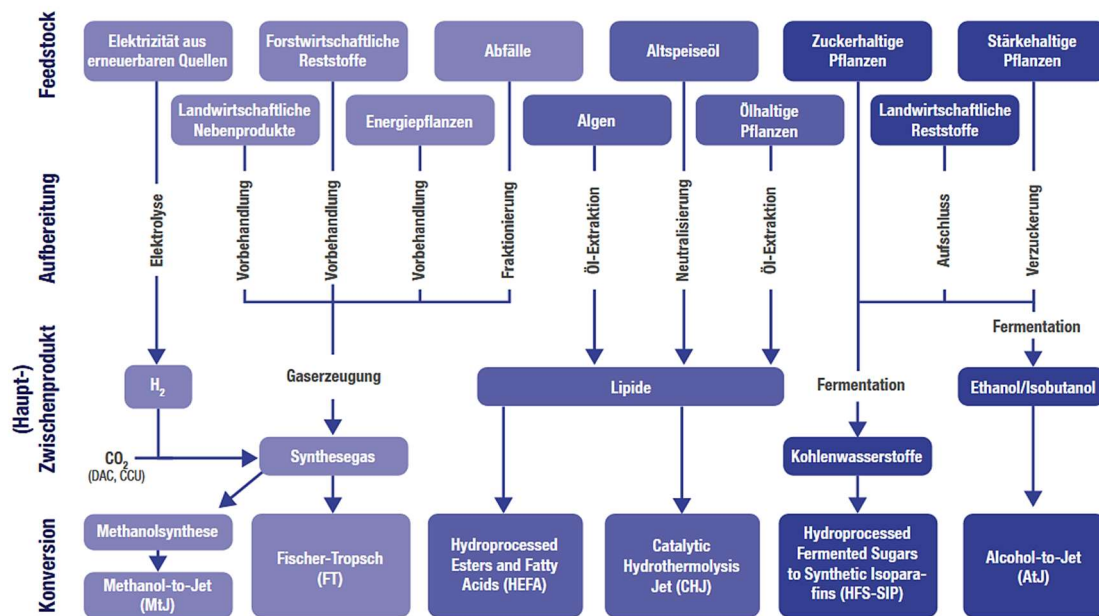 Feedstock
Elektrizität aus
erneuerbaren Quellen
Forstwirtschaftliche
Reststoffe
Abfälle
Altspeiseöl
Zuckerhaltige
Pflanzen
Stärkehaltige
Pflanzen
Landwirtschaftliche
Nebenprodukte
Energiepflanzen
Algen
Ölhaltige
Pflanzen
Landwirtschaftliche
Reststoffe
Aufbereitung
Elektrolyse
Vorbehandlung
Vorbehandlung
Vorbehandlung
Fraktionierung
Öl-Extraktion
Neutralisierung
Öl-Extraktion
Aufschluss
Verzuckerung
(Haupt-)
Zwischenprodukt
Fermentation
H₂
Gaserzeugung
Lipide
Fermentation
Ethanol/Isobutanol
CO₂
(DAC, CCU)
Synthesegas
Kohlenwasserstoffe
Konversion
Methanolsynthese
Methanol-to-Jet
(MtJ)
Fischer-Tropsch
(FT)
Hydroprocessed
Esters and Fatty
Acids (HEFA)
Catalytic
Hydrothermolysis
Jet (CHJ)
Hydroprocessed
Fermented Sugars
to Synthetic Isopara-
fins (HFS-SIP)
Alcohol-to-Jet
(AtJ)